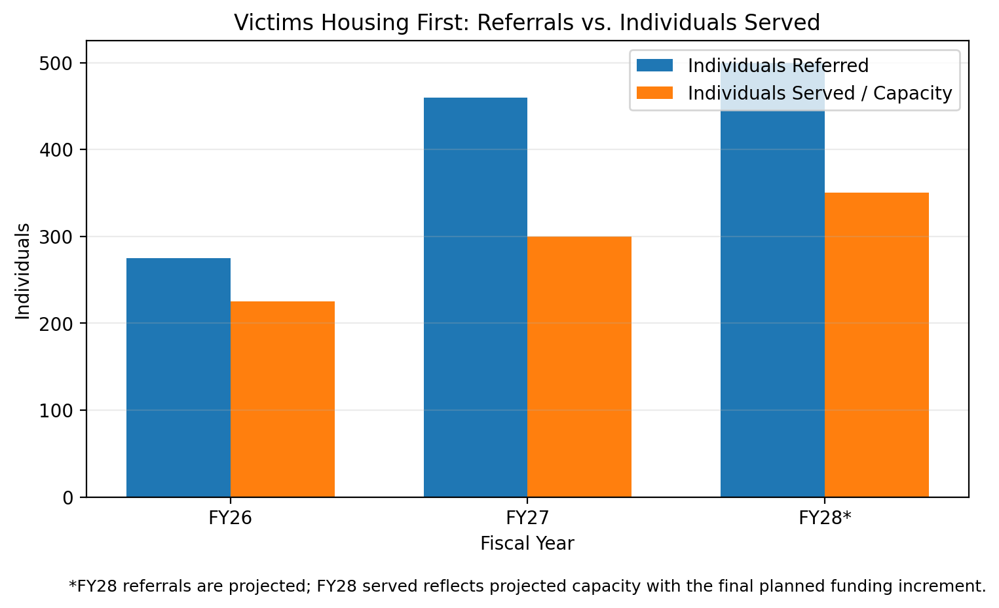 Victims Housing First: Referrals vs. Individuals Served
Individuals Referred
Individuals Served / Capacity
500
400
300
200
100
0
Individuals
FY26
FY27
FY28*
Fiscal Year
*FY28 referrals are projected; FY28 served reflects projected capacity with the final planned funding increment.